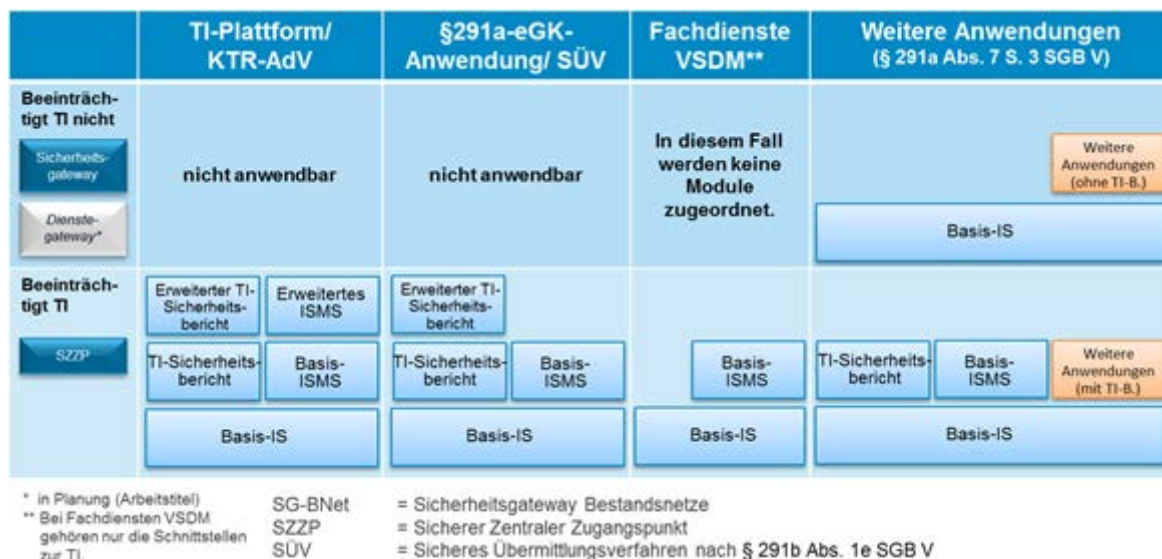 TI-Plattform/
KTR-AdV
§291a-eGK-
Anwendung/ SÜV
Fachdienste
VSDM**
Weitere Anwendungen
(§ 291a Abs. 7 S. 3 SGB V)
Beeinträch-
tigt TI nicht
Sicherheits-
gateway
Dienste-
gateway*
nicht anwendbar
nicht anwendbar
In diesem Fall
werden keine
Module
zugeordnet.
Weitere
Anwendungen
(ohne TI-B.)
Basis-IS
Beeinträch-
tigt TI
SZZP
Erweiterter TI-
Sicherheits-
bericht
Erweitertes
ISMS
TI-Sicherheits-
bericht
Basis-
ISMS
Basis-IS
Erweiterter TI-
Sicherheits-
bericht
TI-Sicherheits-
bericht
Basis-
ISMS
Basis-IS
Basis-
ISMS
Basis-IS
TI-Sicherheits-
bericht
Basis-
ISMS
Weitere
Anwendungen
(mit TI-B.)
Basis-IS
* in Planung (Arbeitstitel)
** Bei Fachdiensten VSDM
gehören nur die Schnittstellen
zur TI.
SG-BNet = Sicherheitsgateway Bestandsnetze
SZZP = Sicherer Zentraler Zugangspunkt
SÜV = Sicheres Übermittlungsverfahren nach § 291b Abs. 1e SGB V